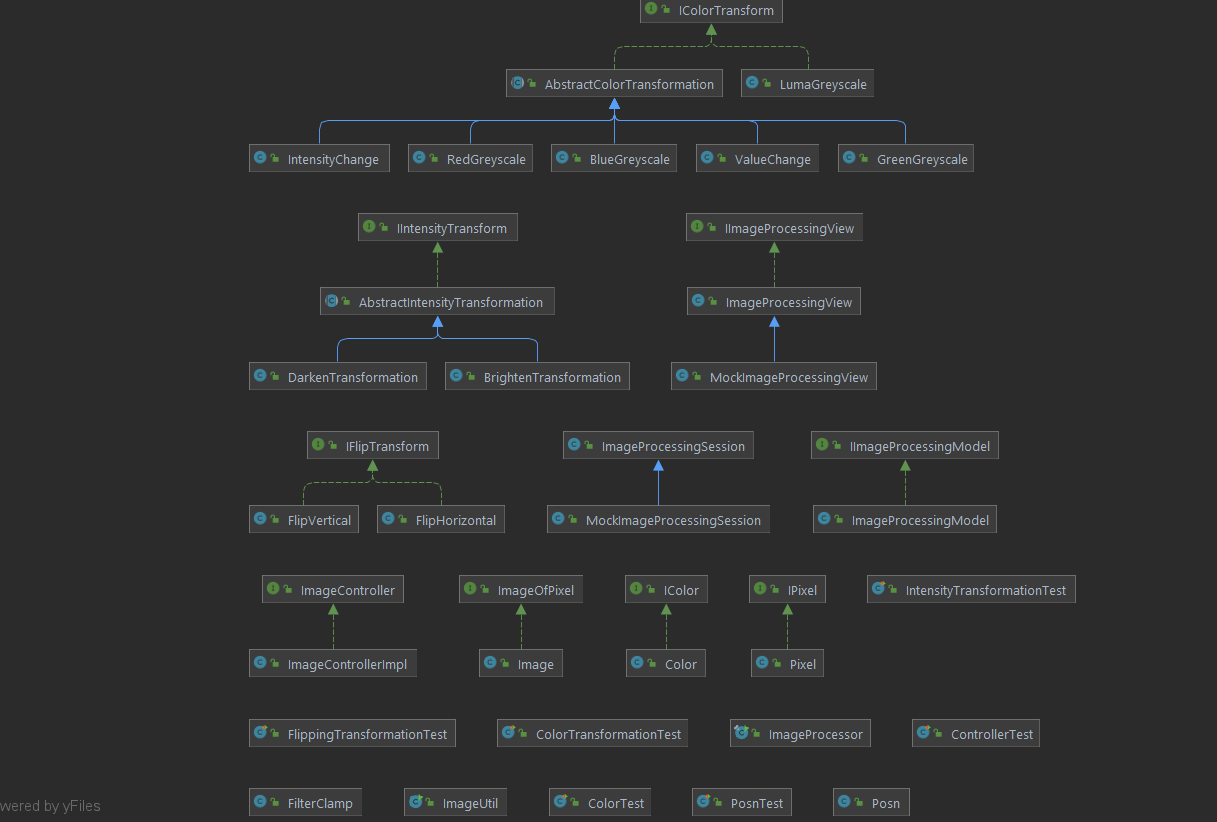 IColorTransform
AbstractColorTransformation LumaGreyscale
IntensityChange RedGreyscale BlueGreyscale ValueChange GreenGreyscale
IIntensityTransform IImageProcessingView
AbstractIntensityTransformation ImageProcessingView
DarkenTransformation BrightenTransformation MockImageProcessingView
IFlipTransform ImageProcessingSession IImageProcessingModel
FlipVertical FlipHorizontal MockImageProcessingSession ImageProcessingModel
ImageController ImageOfPixel IColor IPixel IntensityTransformationTest
ImageControllerImpl Image Color Pixel
FlippingTransformationTest ColorTransformationTest ImageProcessor ControllerTest
FilterClamp ImageUtil ColorTest PosnTest Posn
wered by yFiles